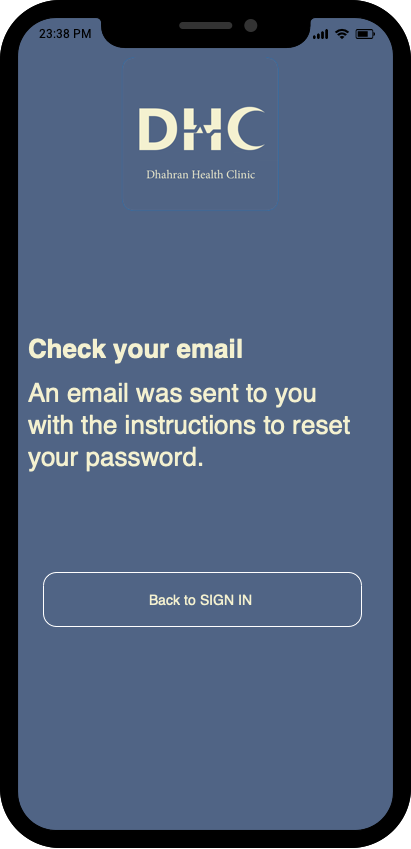 23:38 PM
DHC
Dhahran Health Clinic
Check your email
An email was sent to you
with the instructions to reset
your password.
Back to SIGN IN